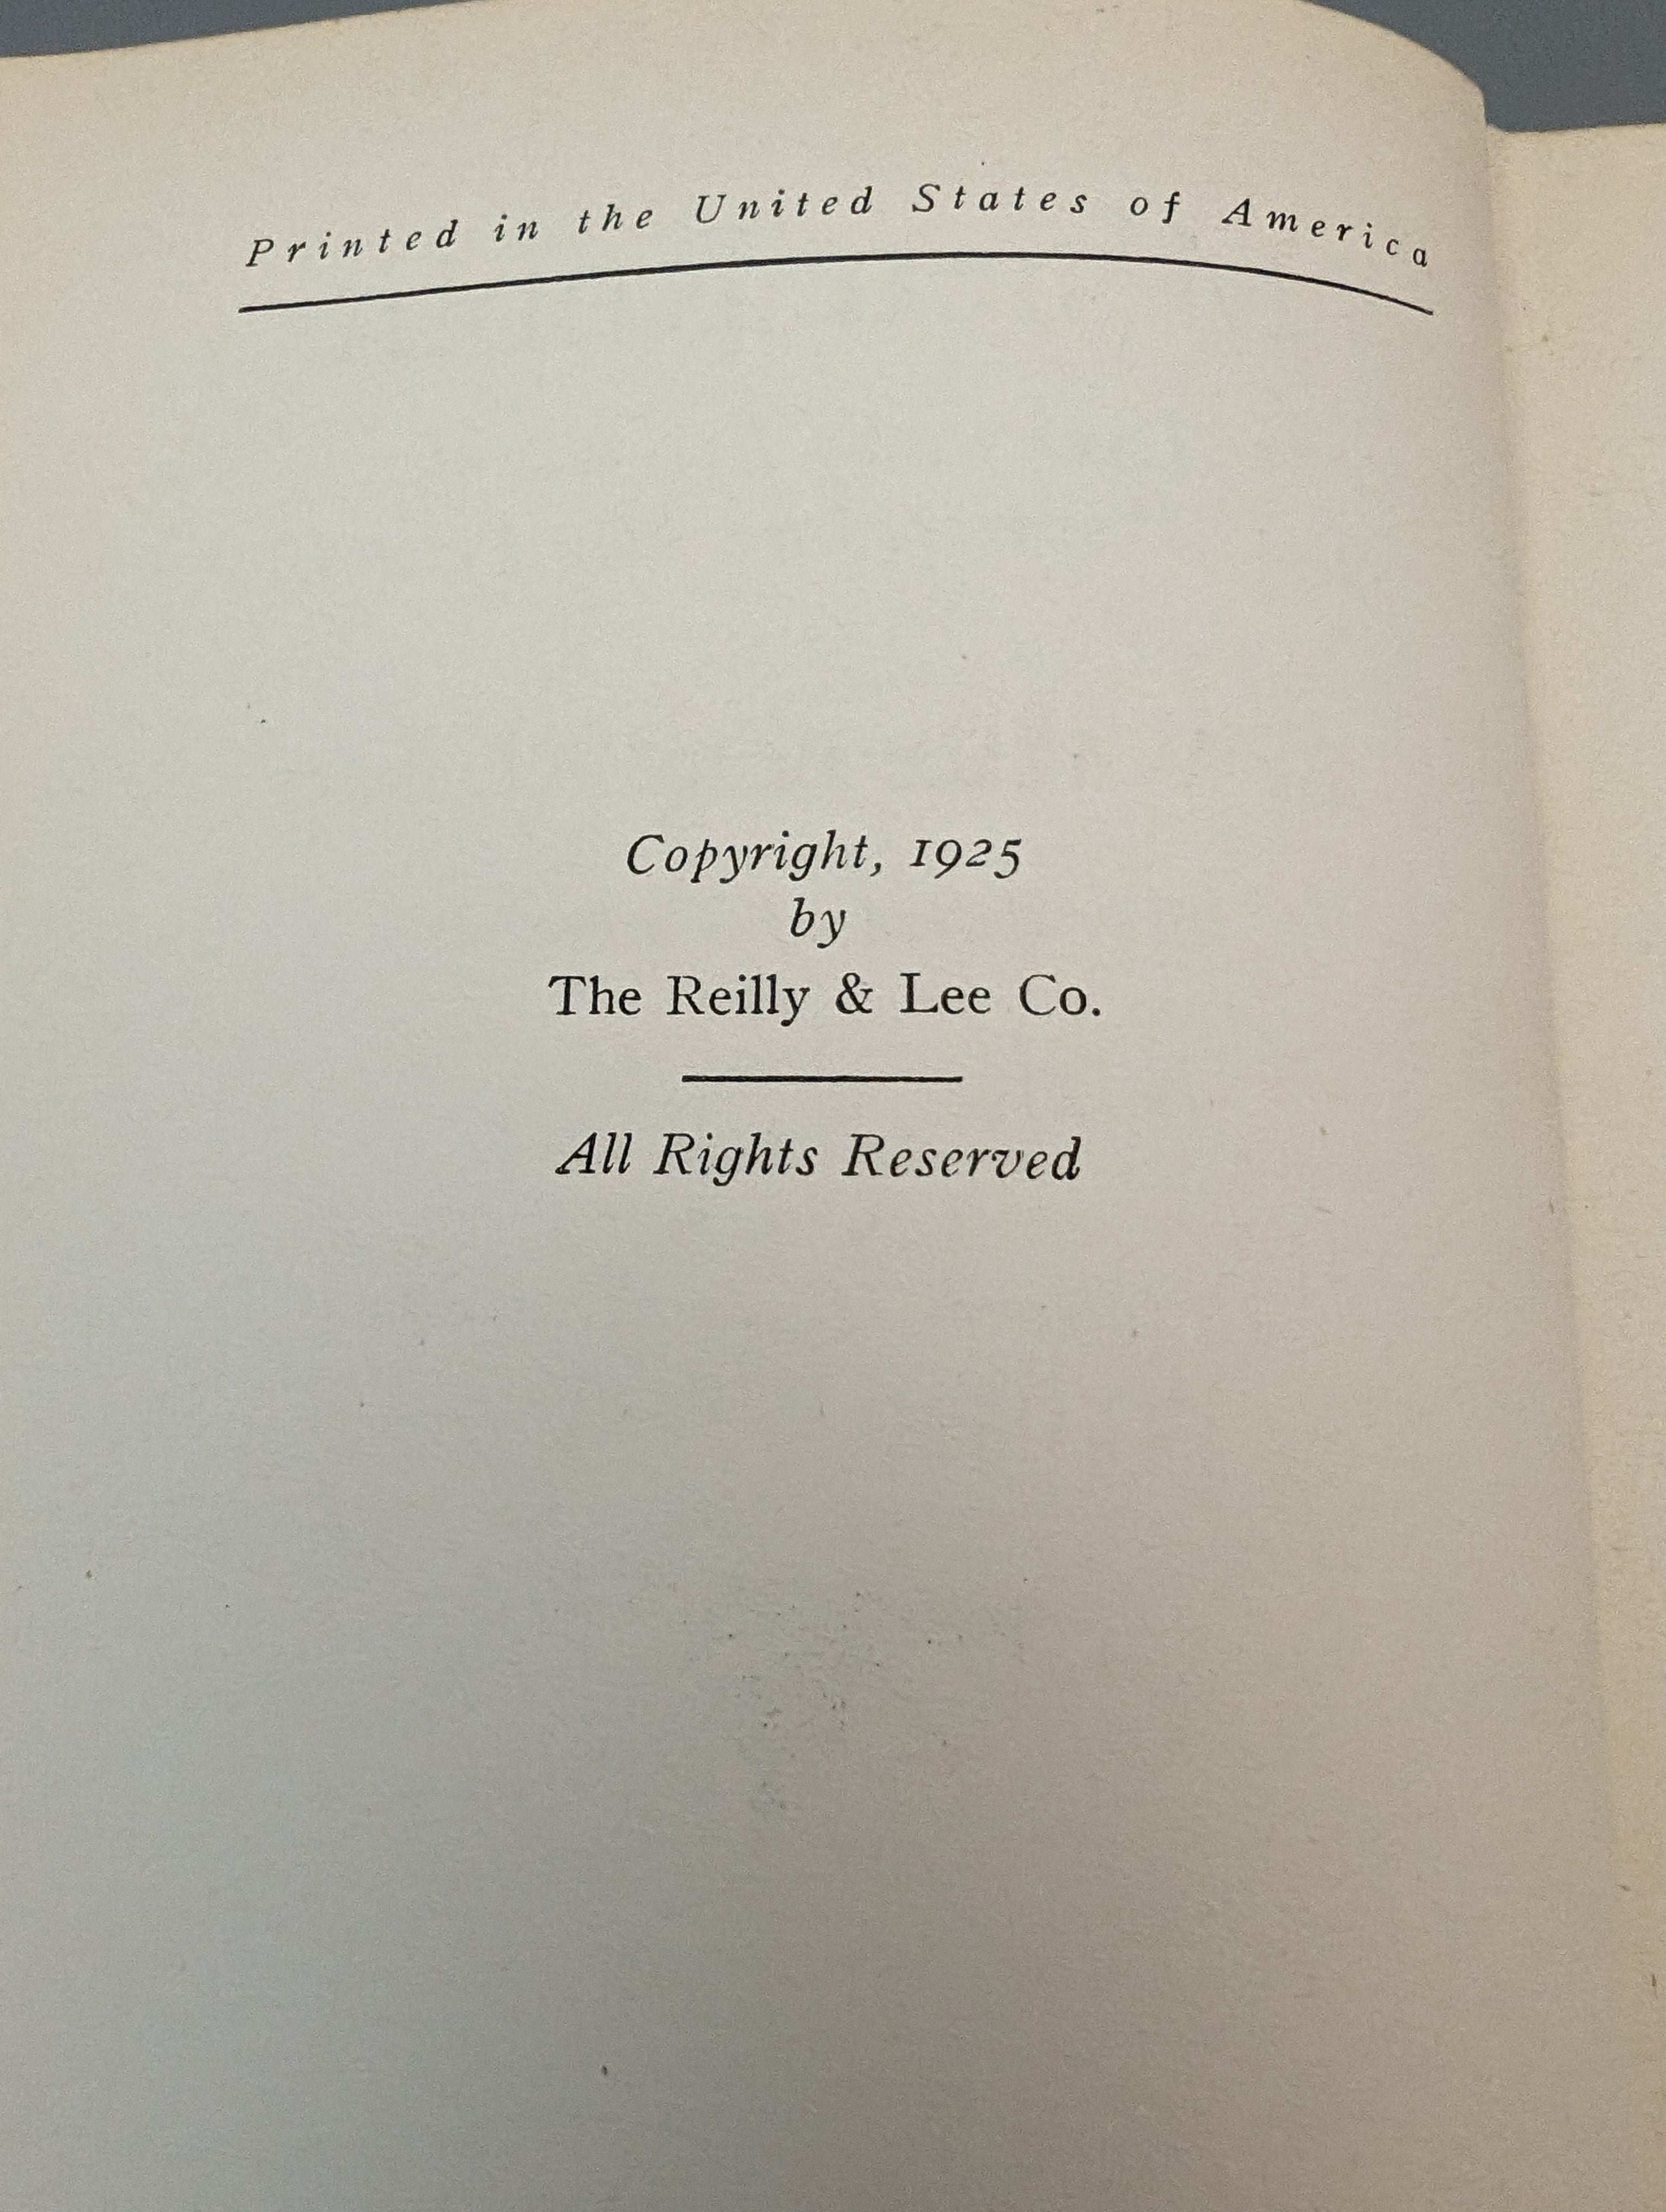 Printed in the United States of America
Copyright, 1925
by
The Reilly & Lee Co.
All Rights Reserved